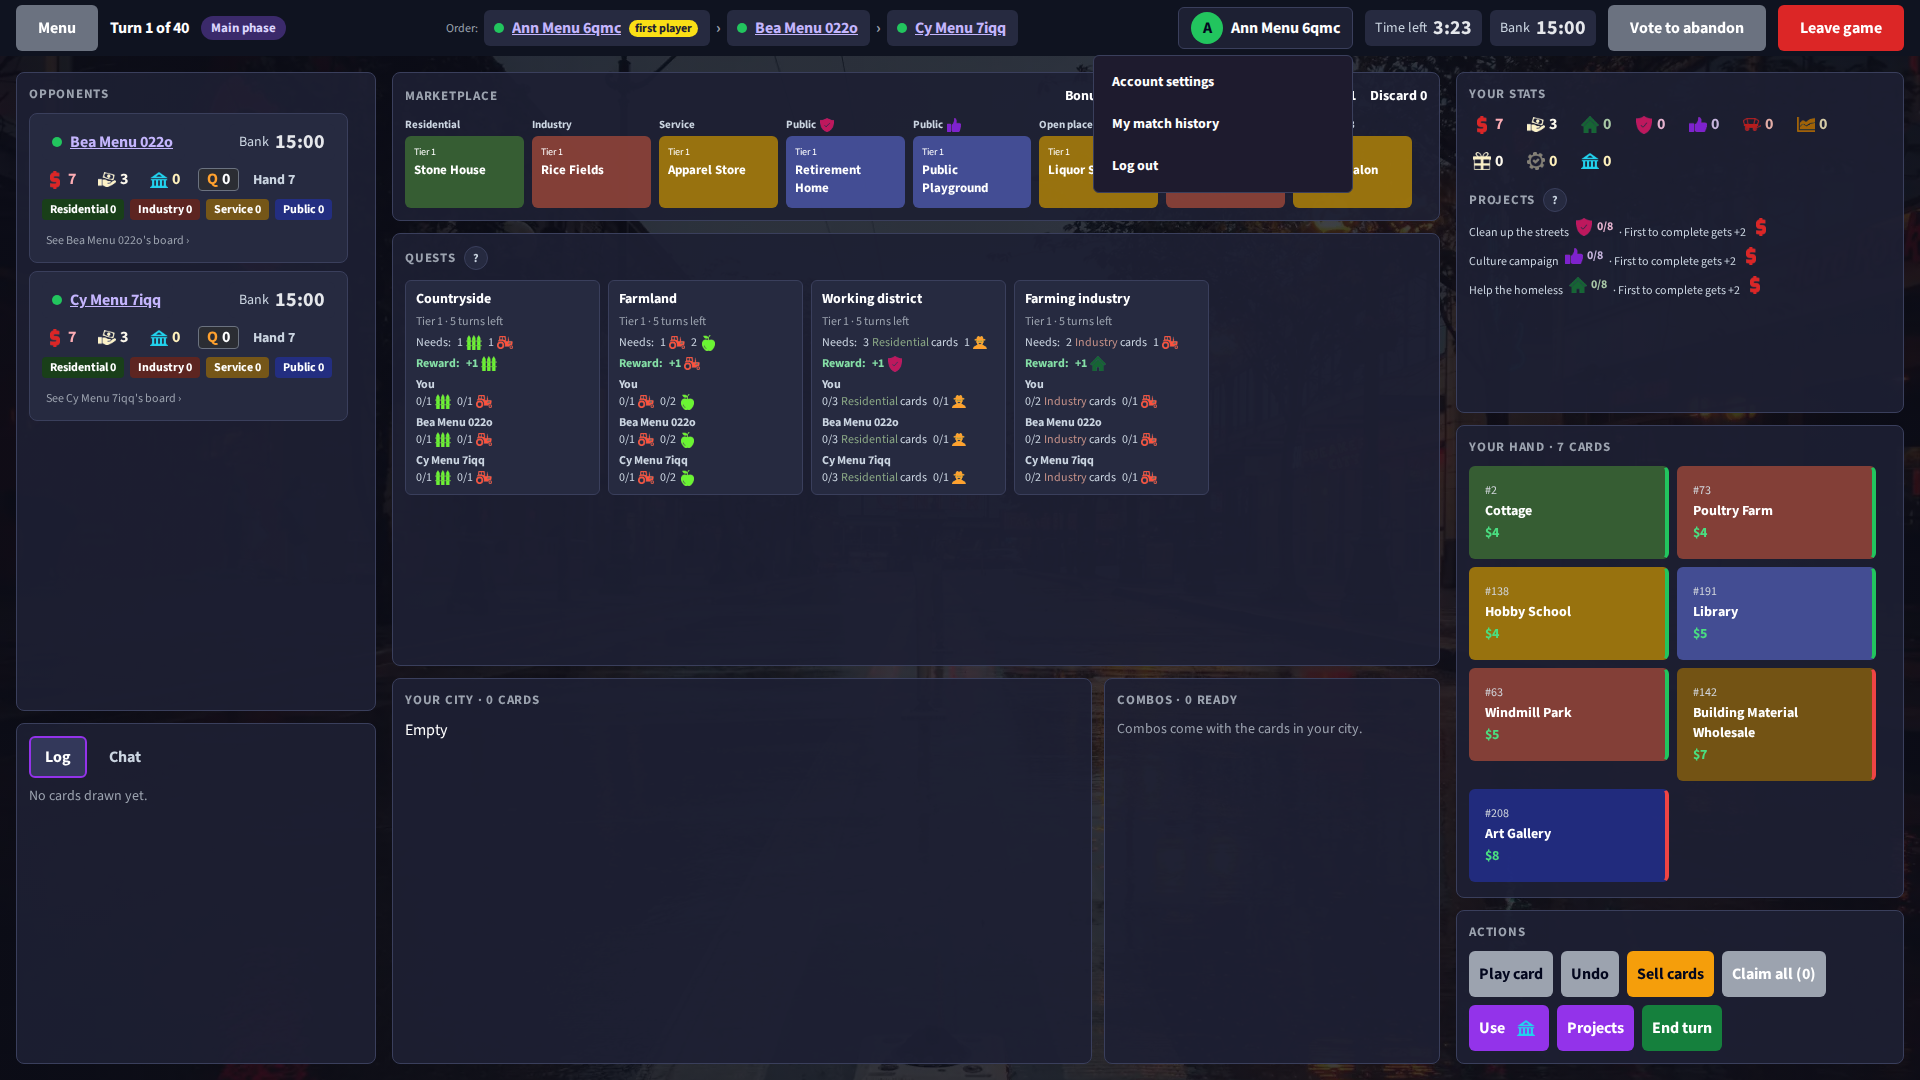 Menu
Turn 1 of 40
Main phase
Order:
Ann Menu 6qmc first player › Bea Menu 022o › Cy Menu 7iqq
A Ann Menu 6qmc
Time left 3:23
Bank 15:00
Vote to abandon
Leave game
Account settings
My match history
Log out
OPPONENTS
Bea Menu 022o Bank 15:00
7 3 0 Q 0 Hand 7
Residential 0 Industry 0 Service 0 Public 0
See Bea Menu 022o's board ›
Cy Menu 7iqq Bank 15:00
7 3 0 Q 0 Hand 7
Residential 0 Industry 0 Service 0 Public 0
See Cy Menu 7iqq's board ›
Log Chat
No cards drawn yet.
MARKETPLACE
Discard 0
Residential Industry Service Public Public Open place
Tier 1
Stone House
Tier 1
Rice Fields
Tier 1
Apparel Store
Tier 1
Retirement
Home
Tier 1
Public
Playground
Tier 1
Liquor S
QUESTS ?
Countryside
Tier 1 · 5 turns left
Needs: 1 1
Reward: +1
You
0/1 0/1
Bea Menu 022o
0/1 0/1
Cy Menu 7iqq
0/1 0/1
Farmland
Tier 1 · 5 turns left
Needs: 1 2
Reward: +1
You
0/1 0/2
Bea Menu 022o
0/1 0/2
Cy Menu 7iqq
0/1 0/2
Working district
Tier 1 · 5 turns left
Needs: 3 Residential cards 1
Reward: +1
You
0/3 Residential cards 0/1
Bea Menu 022o
0/3 Residential cards 0/1
Cy Menu 7iqq
0/3 Residential cards 0/1
Farming industry
Tier 1 · 5 turns left
Needs: 2 Industry cards 1
Reward: +1
You
0/2 Industry cards 0/1
Bea Menu 022o
0/2 Industry cards 0/1
Cy Menu 7iqq
0/2 Industry cards 0/1
YOUR CITY · 0 CARDS
Empty
COMBOS · 0 READY
Combos come with the cards in your city.
YOUR STATS
7 3 0 0 0 0 0
0 0 0
PROJECTS ?
Clean up the streets 0/8 · First to complete gets +2
Culture campaign 0/8 · First to complete gets +2
Help the homeless 0/8 · First to complete gets +2
YOUR HAND · 7 CARDS
#2
Cottage
$4
#73
Poultry Farm
$4
#138
Hobby School
$4
#191
Library
$5
#63
Windmill Park
$5
#142
Building Material
Wholesale
$7
#208
Art Gallery
$8
ACTIONS
Play card Undo Sell cards Claim all (0)
Use Projects End turn